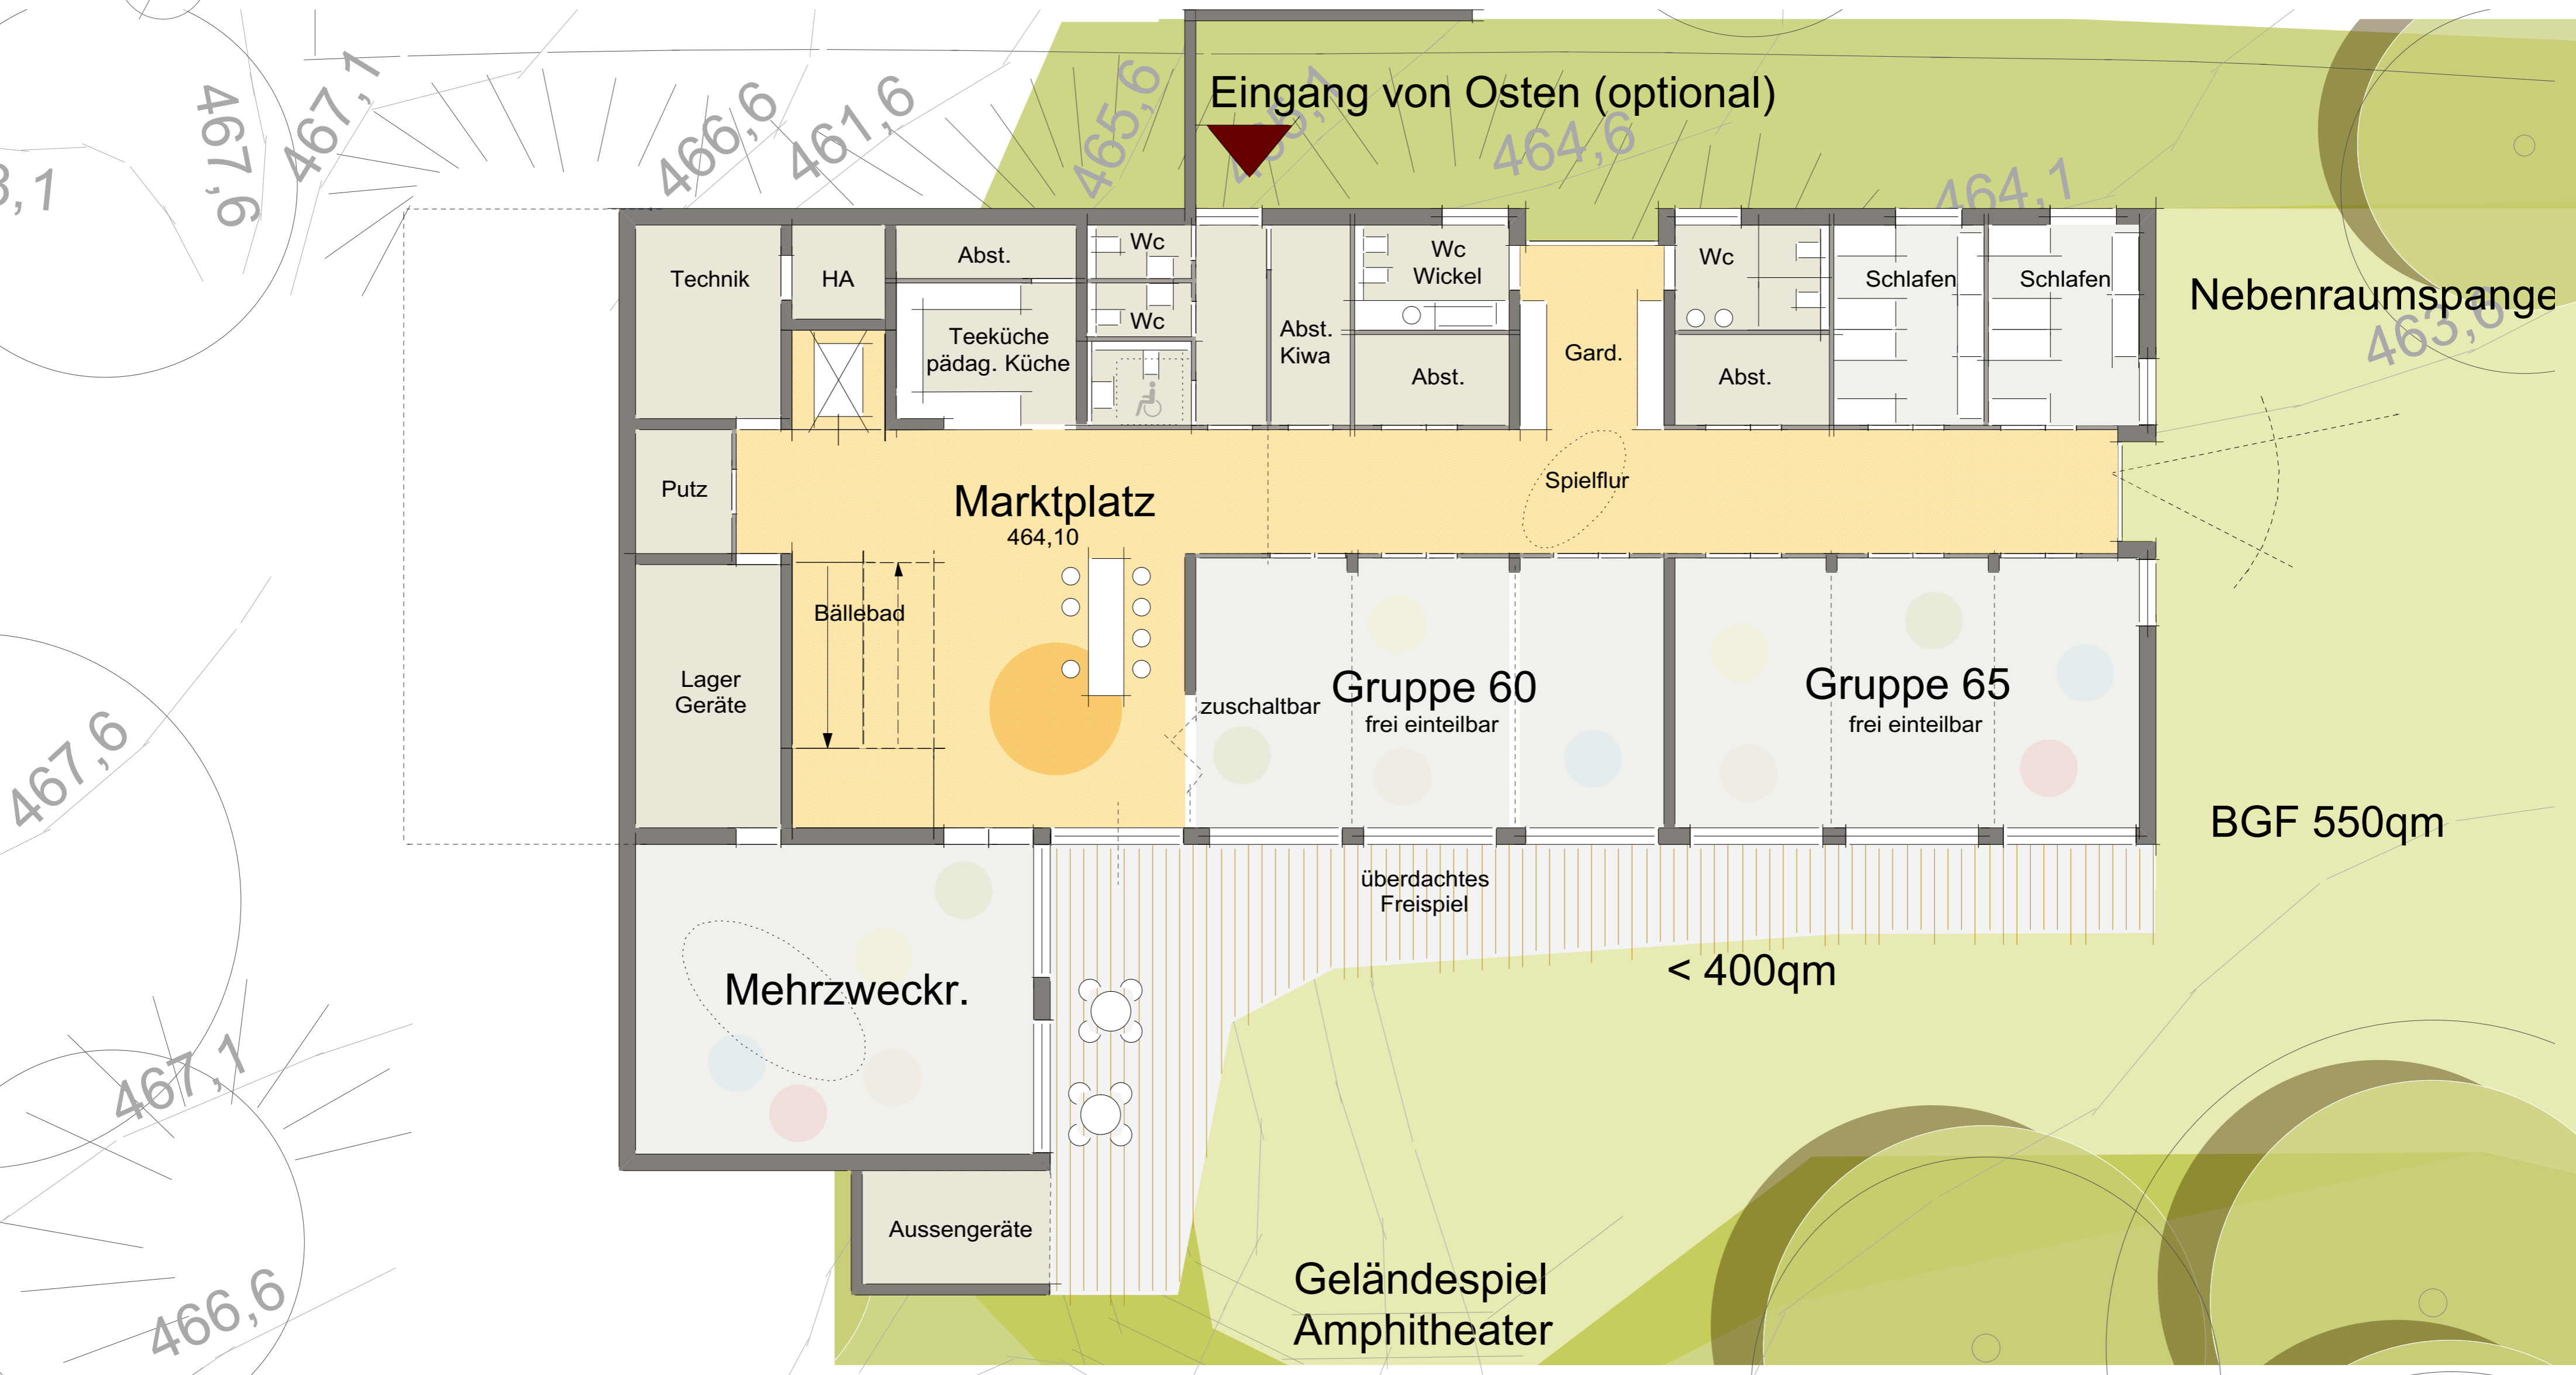 Eingang von Osten (optional)
467,6
467,1
466,6
461,6
465,6
464,6
464,1
463,6
Nebenraumspange
Technik
HA
Abst.
Wc
Wc
Teeküche
pädag. Küche
Abst.
Kiwa
Wc
Wickel
Abst.
Gard.
Wc
Abst.
Schlafen
Schlafen
Putz
Marktplatz
464,10
Spielflur
Bällebad
Lager
Geräte
zuschaltbar
Gruppe 60
frei einteilbar
Gruppe 65
frei einteilbar
467,6
BGF 550qm
überdachtes
Freispiel
< 400qm
Mehrzweckr.
467,1
Aussengeräte
466,6
Geländespiel
Amphitheater